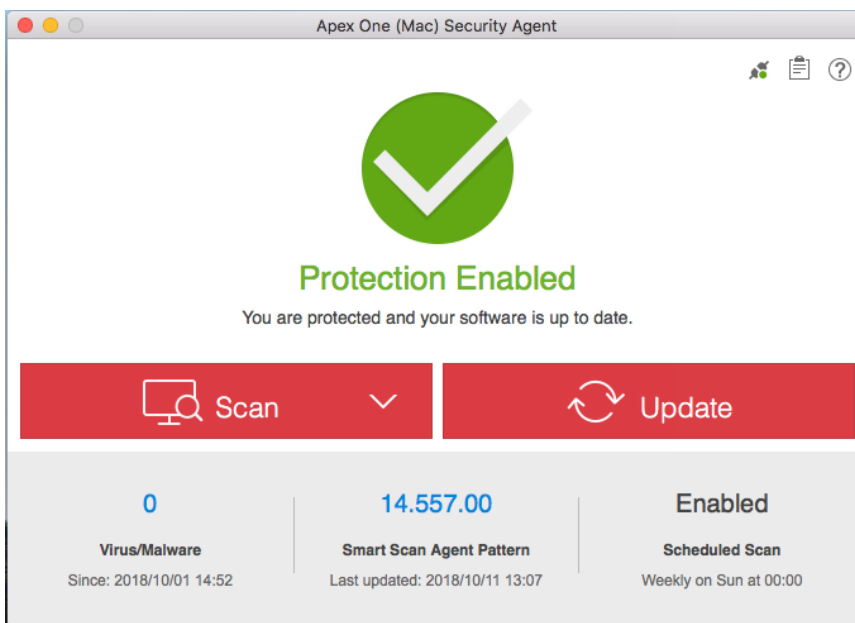 Apex One (Mac) Security Agent
Protection Enabled
You are protected and your software is up to date.
Scan
Update
0
14.557.00
Enabled
Virus/Malware
Smart Scan Agent Pattern
Scheduled Scan
Since: 2018/10/01 14:52
Last updated: 2018/10/11 13:07
Weekly on Sun at 00:00